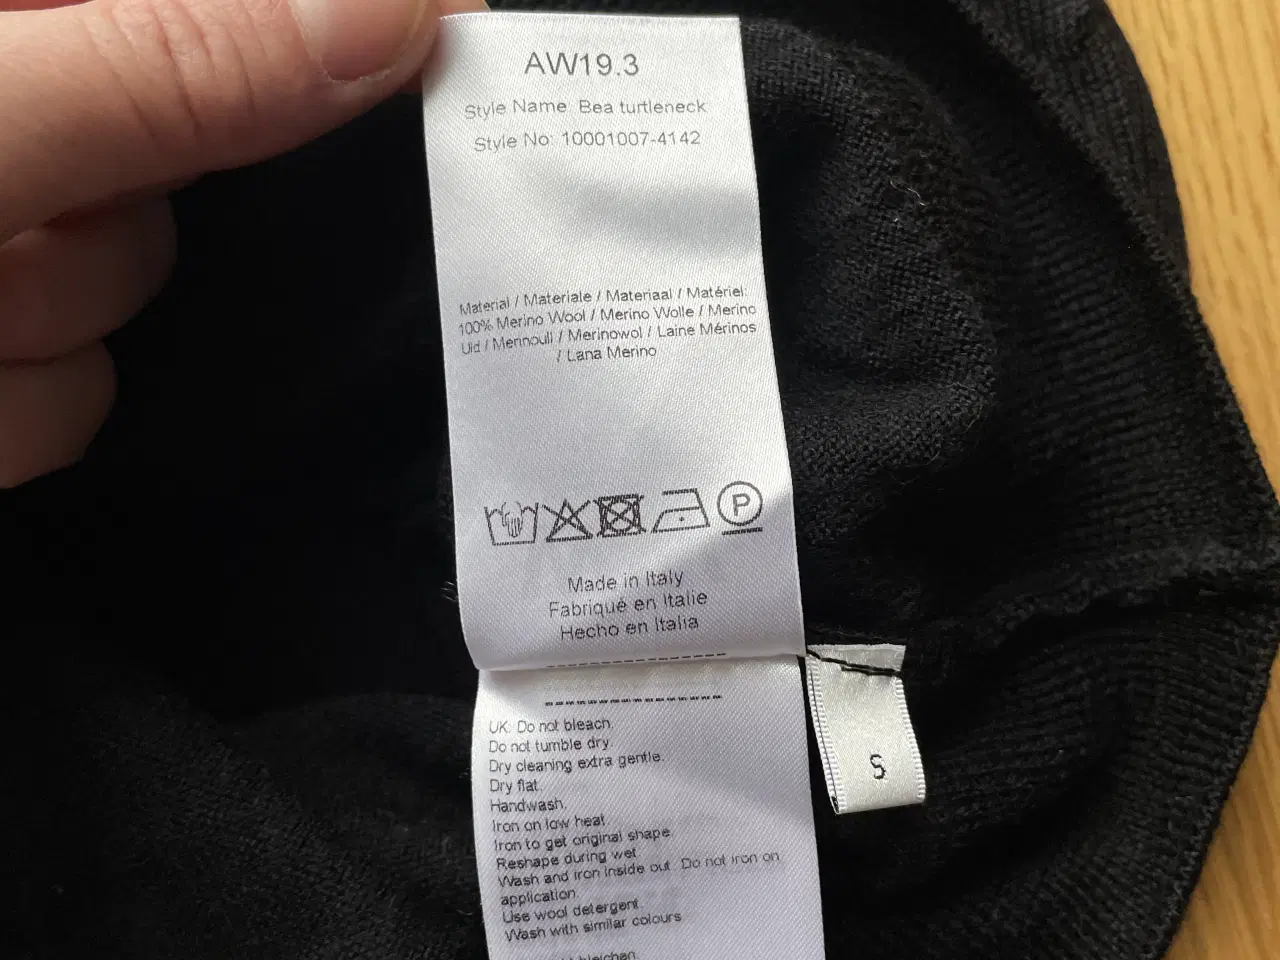 AW19.3
Style Name: Bea turtleneck
Style No: 10001007-4142
Material / Materiale / Materiaal / Matériel:
100% Merino Wool / Merino Wolle / Merino
Uld / Merinoull / Merinowol / Laine Mérinos
/ Lana Merino
P
Made in Italy
Fabriqué en Italie
Hecho en Italia
UK: Do not bleach.
Do not tumble dry.
Dry cleaning extra gentle.
Dry flat.
Handwash.
Iron on low heat.
Iron to get original shape.
Reshape during wet.
Wash and iron inside out. Do not iron on
application.
Use wool detergent.
Wash with similar colours.
bleichen.
S